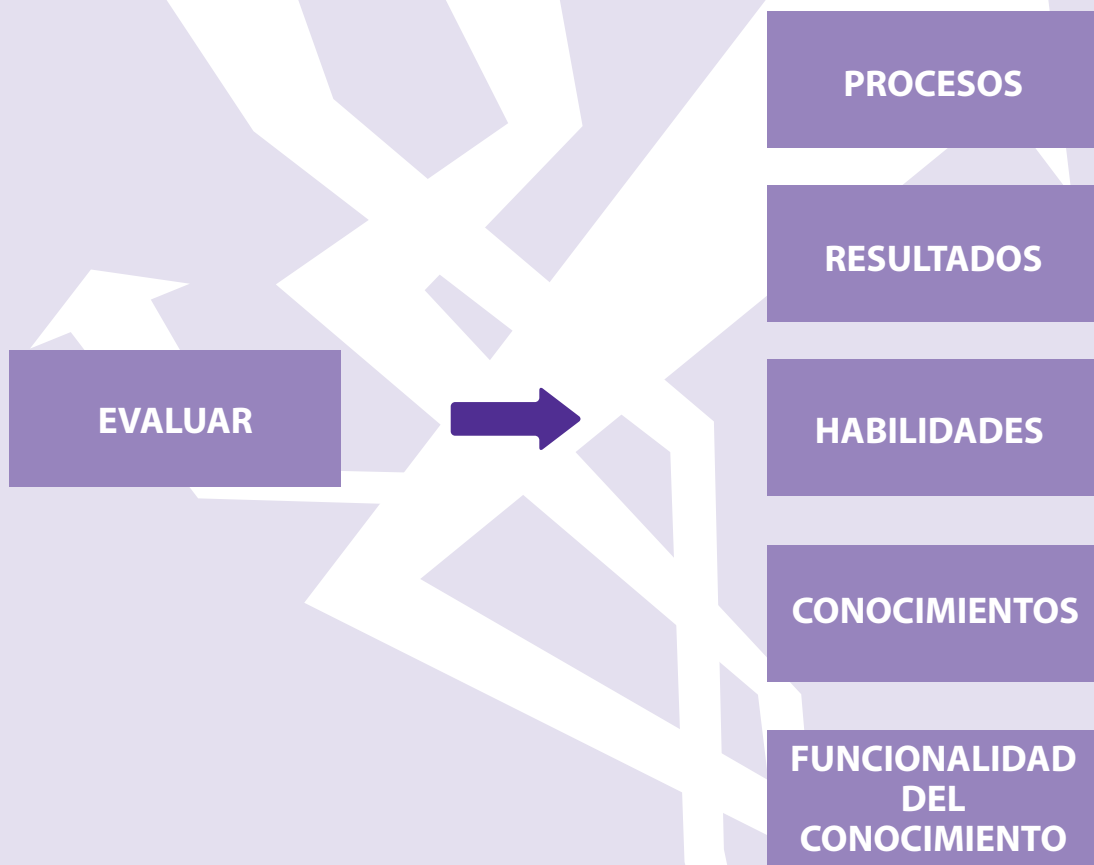 PROCESOS
RESULTADOS
EVALUAR
HABILIDADES
CONOCIMIENTOS
FUNCIONALIDAD
DEL
CONOCIMIENTO